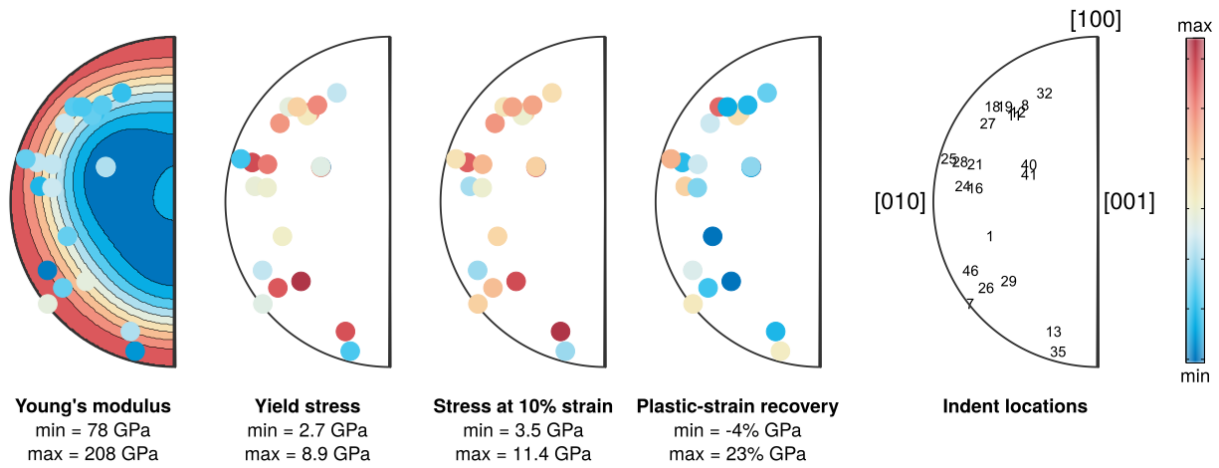 [100]
max
32
18 19 8
11 12
27
25 28 21
40
41
24 16
[010]
[001]
1
46
29
26
7
13
35
min
Young's modulus
min = 78 GPa
max = 208 GPa
Yield stress
min = 2.7 GPa
max = 8.9 GPa
Stress at 10% strain
min = 3.5 GPa
max = 11.4 GPa
Plastic-strain recovery
min = -4% GPa
max = 23% GPa
Indent locations